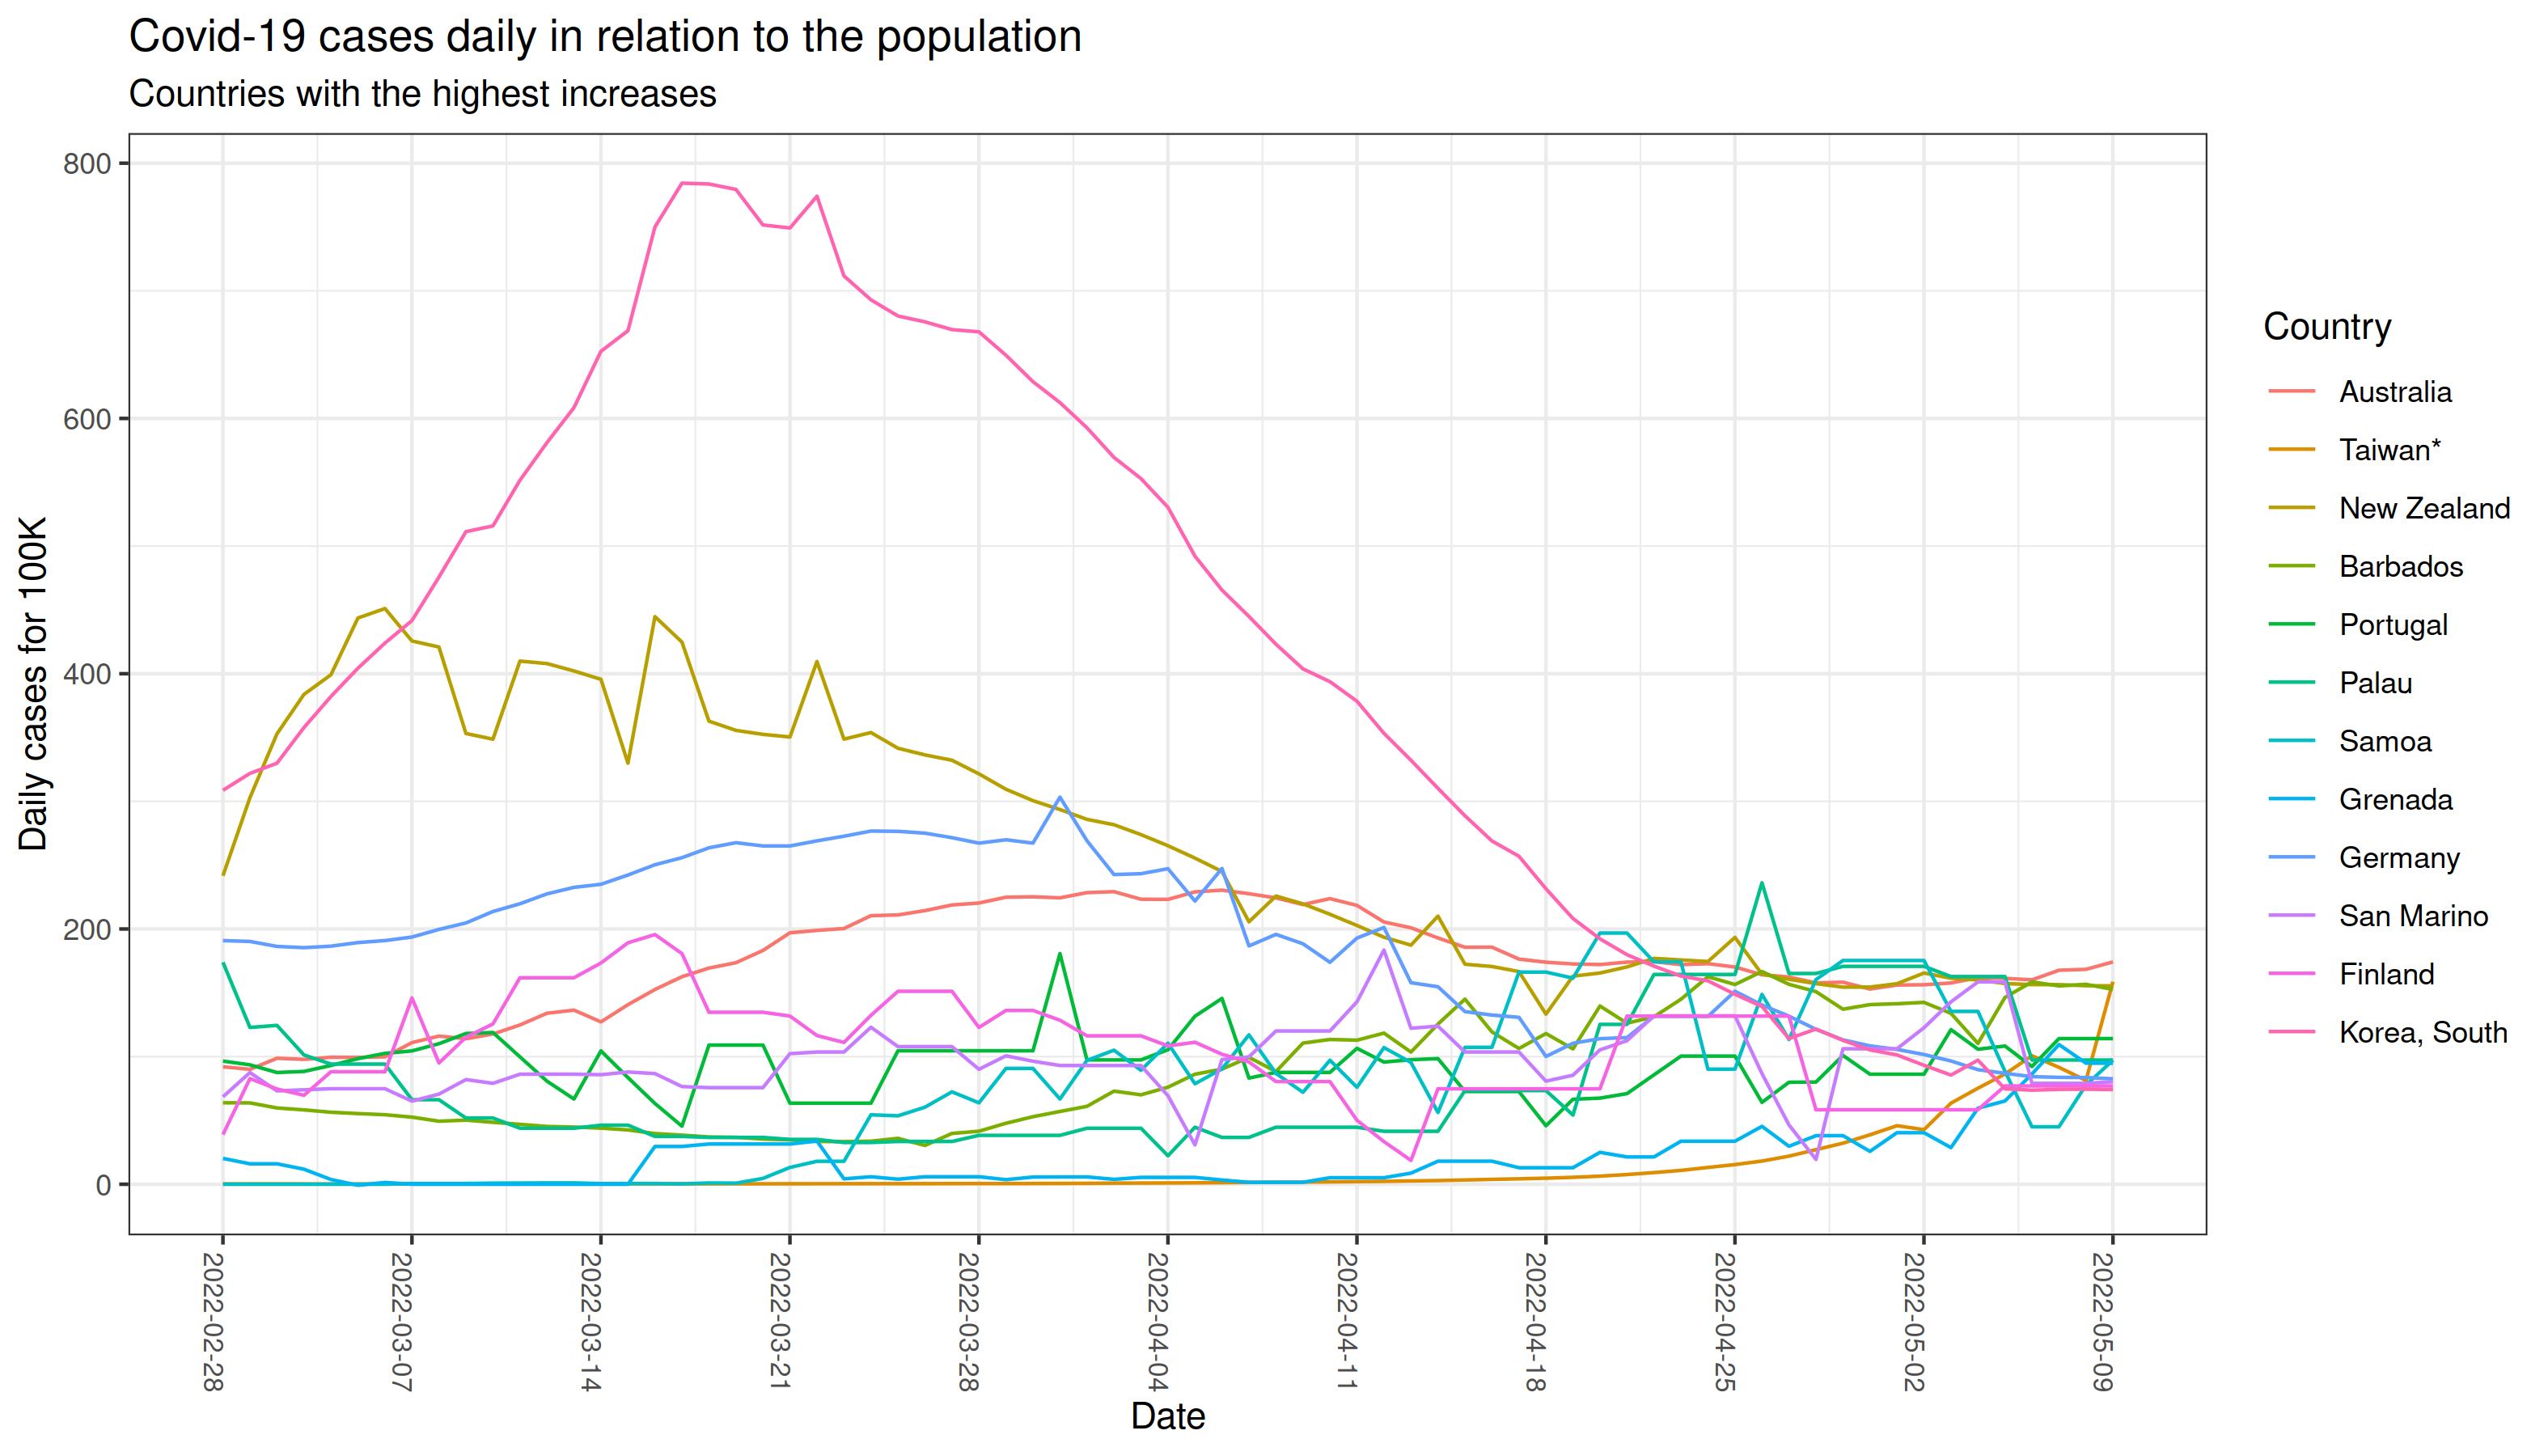 Covid-19 cases daily in relation to the population
Countries with the highest increases
Daily cases for 100K
800
600
400
200
0
2022-02-28
2022-03-07
2022-03-14
2022-03-21
2022-03-28
2022-04-04
2022-04-11
2022-04-18
2022-04-25
2022-05-02
2022-05-09
Date
Country
Australia
Taiwan*
New Zealand
Barbados
Portugal
Palau
Samoa
Grenada
Germany
San Marino
Finland
Korea, South